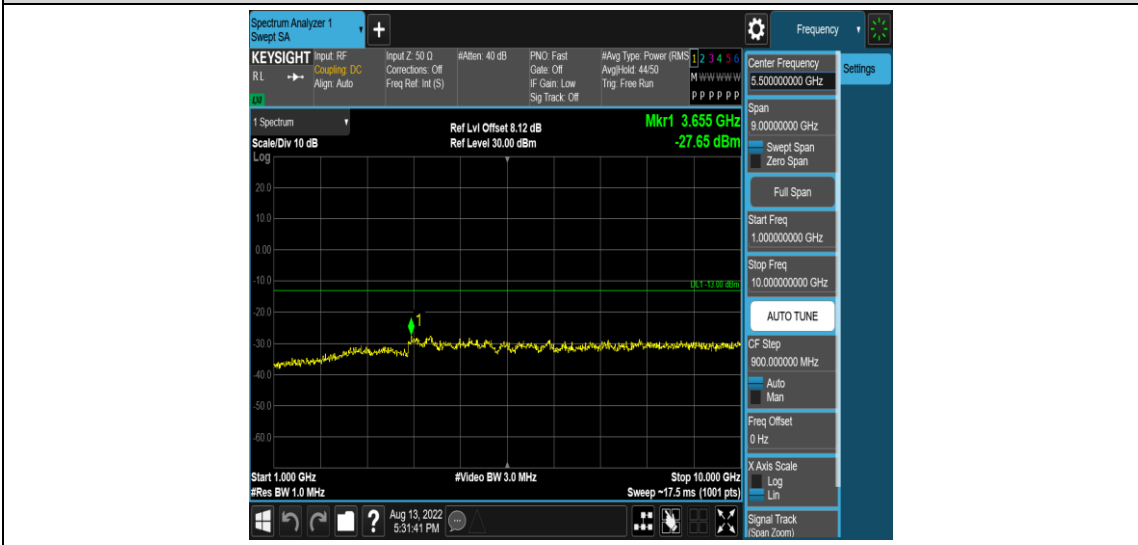 Spectrum Analyzer 1
Swept SA
+
Frequency
KEYSIGHT
Input: RF
Coupling: DC
Align: Auto
Input Z: 50 Ω
Corrections: Off
Freq Ref: Int (S)
#Atten: 40 dB
PNO: Fast
Gate: Off
IF Gain: Low
Sig Track: Off
#Avg Type: Power (RMS
Avg|Hold: 44/50
Trig: Free Run
1 2 3 4 5 6
M W W W W W
P P P P P P
R L
LXI
1 Spectrum
Scale/Div 10 dB
Log
Ref Lvl Offset 8.12 dB
Ref Level 30.00 dBm
Mkr1 3.655 GHz
-27.65 dBm
20.0
10.0
0.00
-10.0
DL1 -13.00 dBm
-20.0
1
-30.0
-40.0
-50.0
-60.0
Start 1.000 GHz
#Res BW 1.0 MHz
#Video BW 3.0 MHz
Stop 10.000 GHz
Sweep ~17.5 ms (1001 pts)
?
Aug 13, 2022
5:31:41 PM
Center Frequency
5.500000000 GHz
Settings
Span
9.00000000 GHz
Swept Span
Zero Span
Full Span
Start Freq
1.000000000 GHz
Stop Freq
10.000000000 GHz
AUTO TUNE
CF Step
900.000000 MHz
Auto
Man
Freq Offset
0 Hz
X Axis Scale
Log
Lin
Signal Track
(Span Zoom)